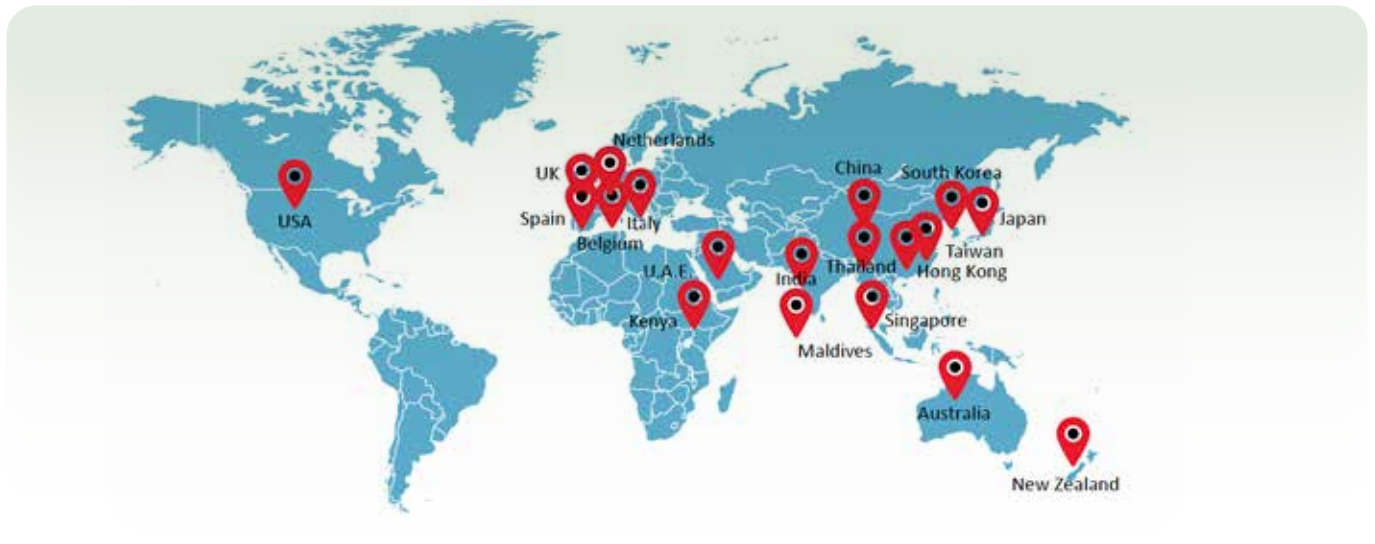 Netherlands
UK
China
South Korea
USA
Spain
Italy
Japan
Belgium
Taiwan
U.A.E.
India
Thailand
Hong Kong
Kenya
Singapore
Maldives
Australia
New Zealand